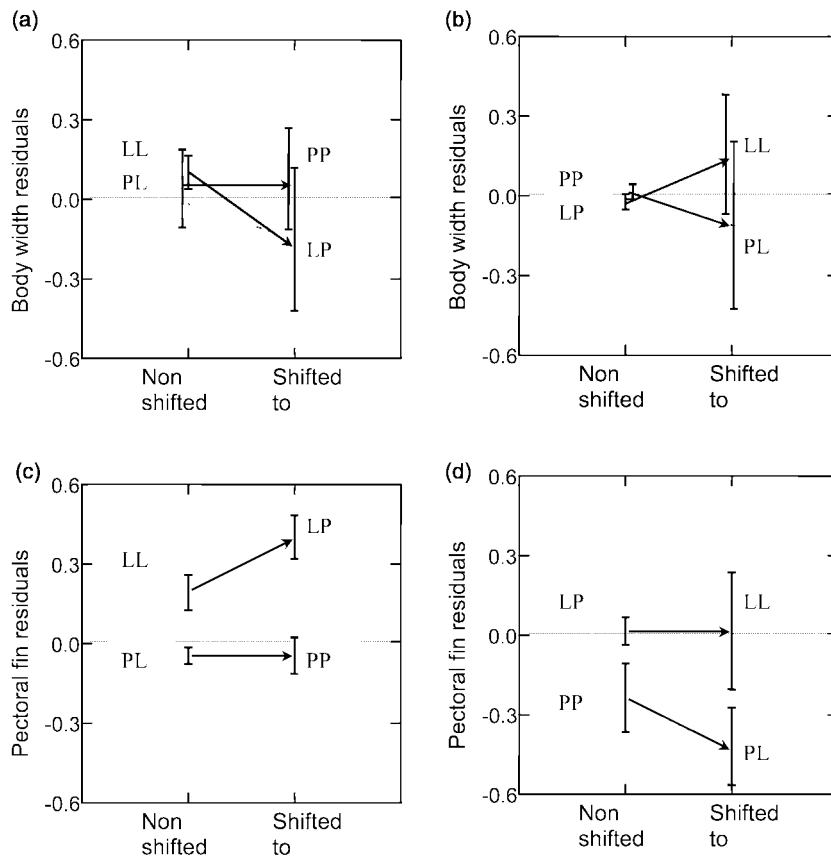 (a)
0.6
0.3
0.0
-0.3
-0.6
Body width residuals
LL
PL
PP
LP
Non shifted
Shifted to
(b)
0.6
0.3
0.0
-0.3
-0.6
Body width residuals
PP
LP
LL
PL
Non shifted
Shifted to
(c)
0.6
0.3
0.0
-0.3
-0.6
Pectoral fin residuals
LL
PL
LP
PP
Non shifted
Shifted to
(d)
0.6
0.3
0.0
-0.3
-0.6
Pectoral fin residuals
LP
PP
LL
PL
Non shifted
Shifted to